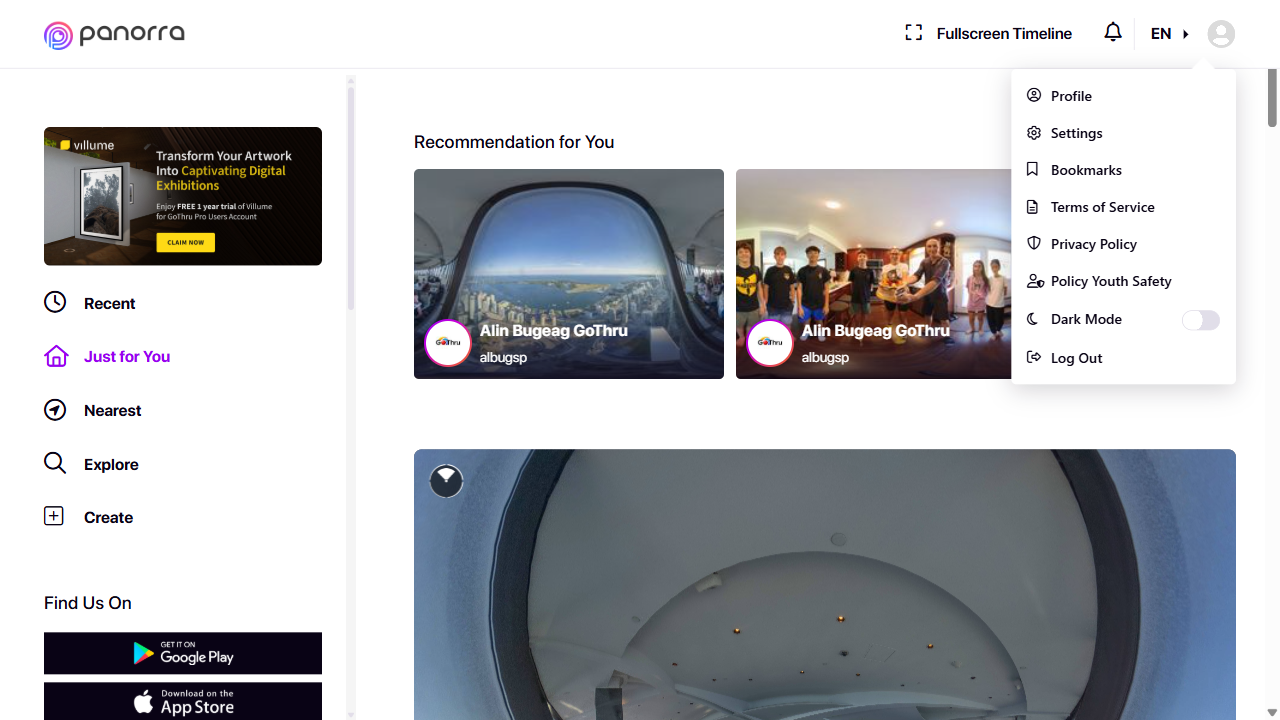 panorra
Fullscreen Timeline
EN
Profile
Settings
Bookmarks
Terms of Service
Privacy Policy
Policy Youth Safety
Dark Mode
Log Out
villume
Transform Your Artwork
Into Captivating Digital
Exhibitions
Enjoy FREE 1 year trial of Villume
for GoThru Pro Users Account
CLAIM NOW
Recent
Just for You
Nearest
Explore
Create
Find Us On
GET IT ON
Google Play
Download on the
App Store
Recommendation for You
GoThru
Alin Bugeag GoThru
albugsp
GoThru
Alin Bugeag GoThru
albugsp